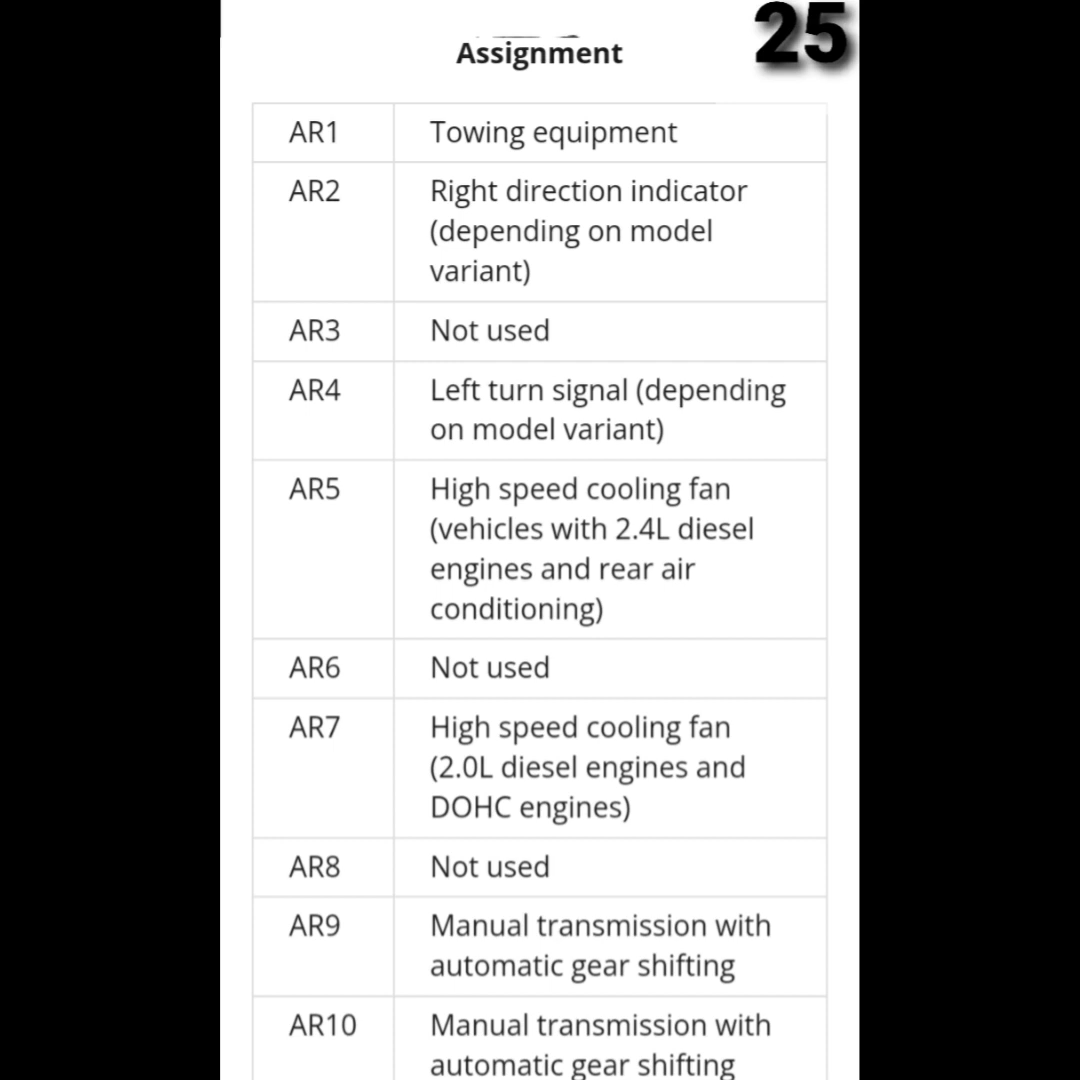 25
Assignment
AR1 Towing equipment
AR2 Right direction indicator
(depending on model
variant)
AR3 Not used
AR4 Left turn signal (depending
on model variant)
AR5 High speed cooling fan
(vehicles with 2.4L diesel
engines and rear air
conditioning)
AR6 Not used
AR7 High speed cooling fan
(2.0L diesel engines and
DOHC engines)
AR8 Not used
AR9 Manual transmission with
automatic gear shifting
AR10 Manual transmission with
automatic gear shifting